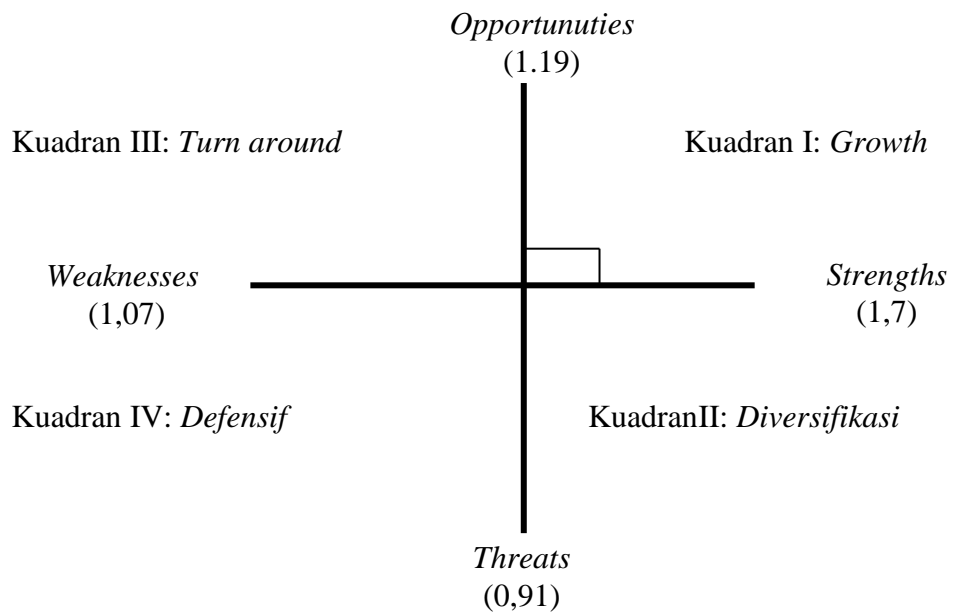 Opportunuties
(1.19)
Kuadran III: Turn around
Kuadran I: Growth
Weaknesses
(1,07)
Strengths
(1,7)
Kuadran IV: Defensif
KuadranII: Diversifikasi
Threats
(0,91)